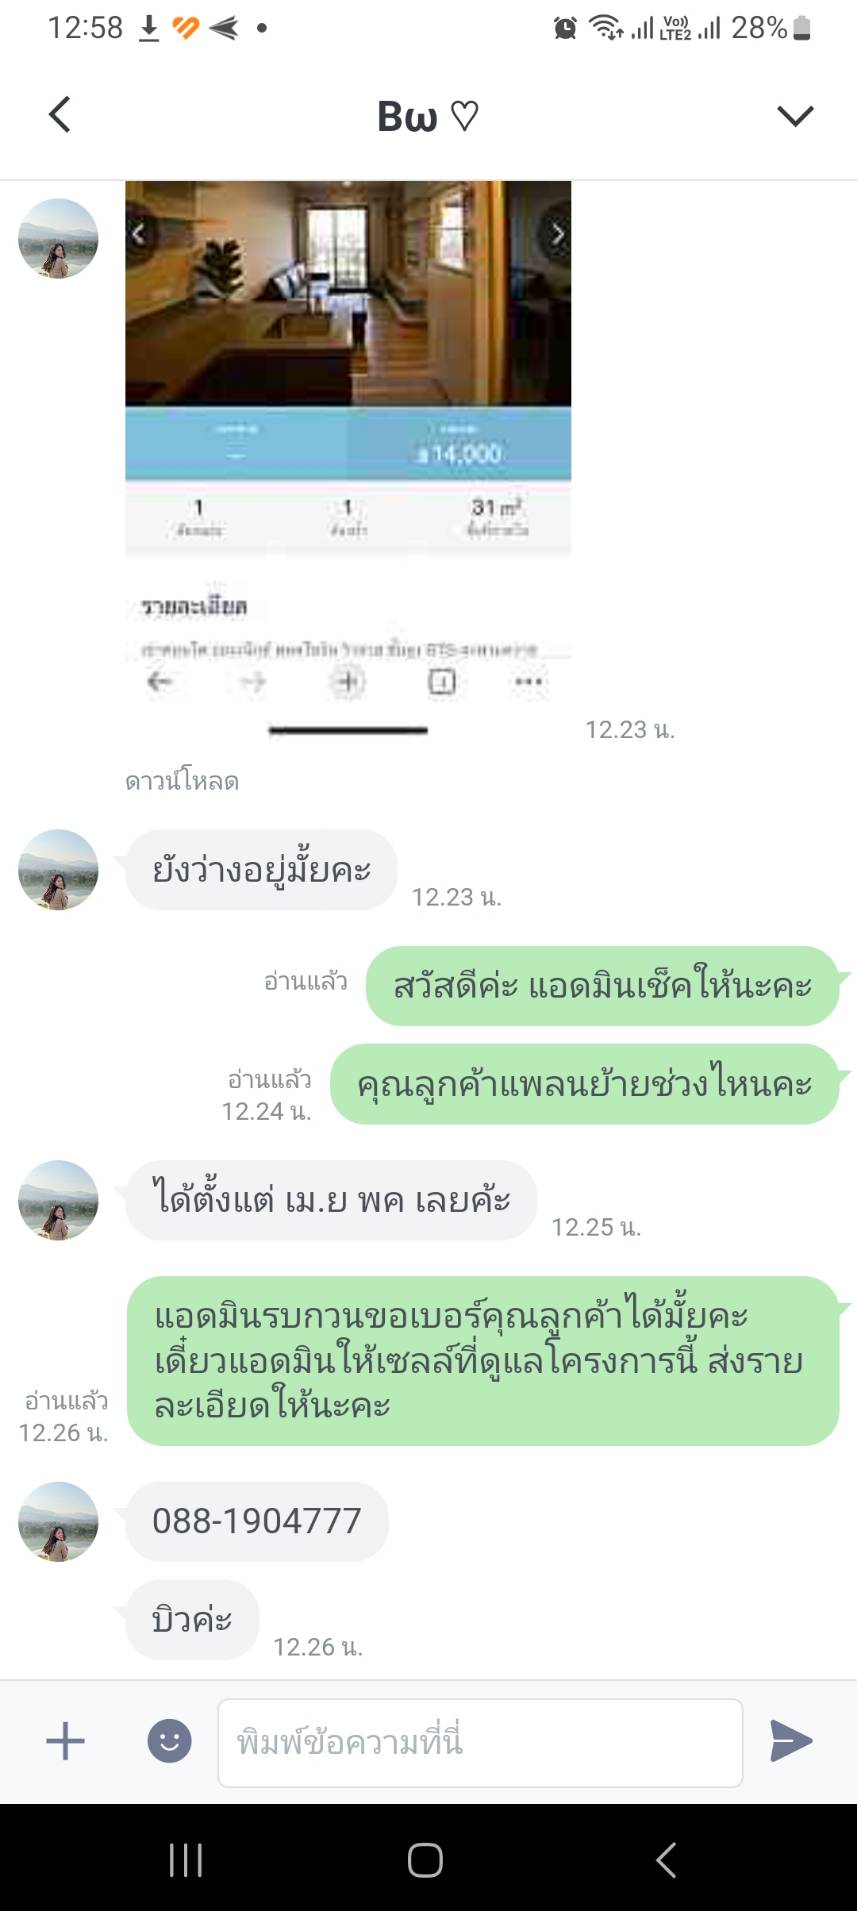 12:58
Vo))
LTE2
28%
Bω ♡
฿14,000
1
1
31 m²
รายละเอียด
12.23 น.
ดาวน์โหลด
ยังว่างอยู่มั้ยคะ
12.23 น.
สวัสดีค่ะ แอดมินเช็คให้นะคะ
อ่านแล้ว
คุณลูกค้าแพลนย้ายช่วงไหนคะ
อ่านแล้ว
12.24 น.
ได้ตั้งแต่ เม.ย พค เลยค้ะ
12.25 น.
แอดมินรบกวนขอเบอร์คุณลูกค้าได้มั้ยคะ
เดี๋ยวแอดมินให้เซลล์ที่ดูแลโครงการนี้ ส่งราย
ละเอียดให้นะคะ
อ่านแล้ว
12.26 น.
088-1904777
บิวค่ะ
12.26 น.
พิมพ์ข้อความที่นี่